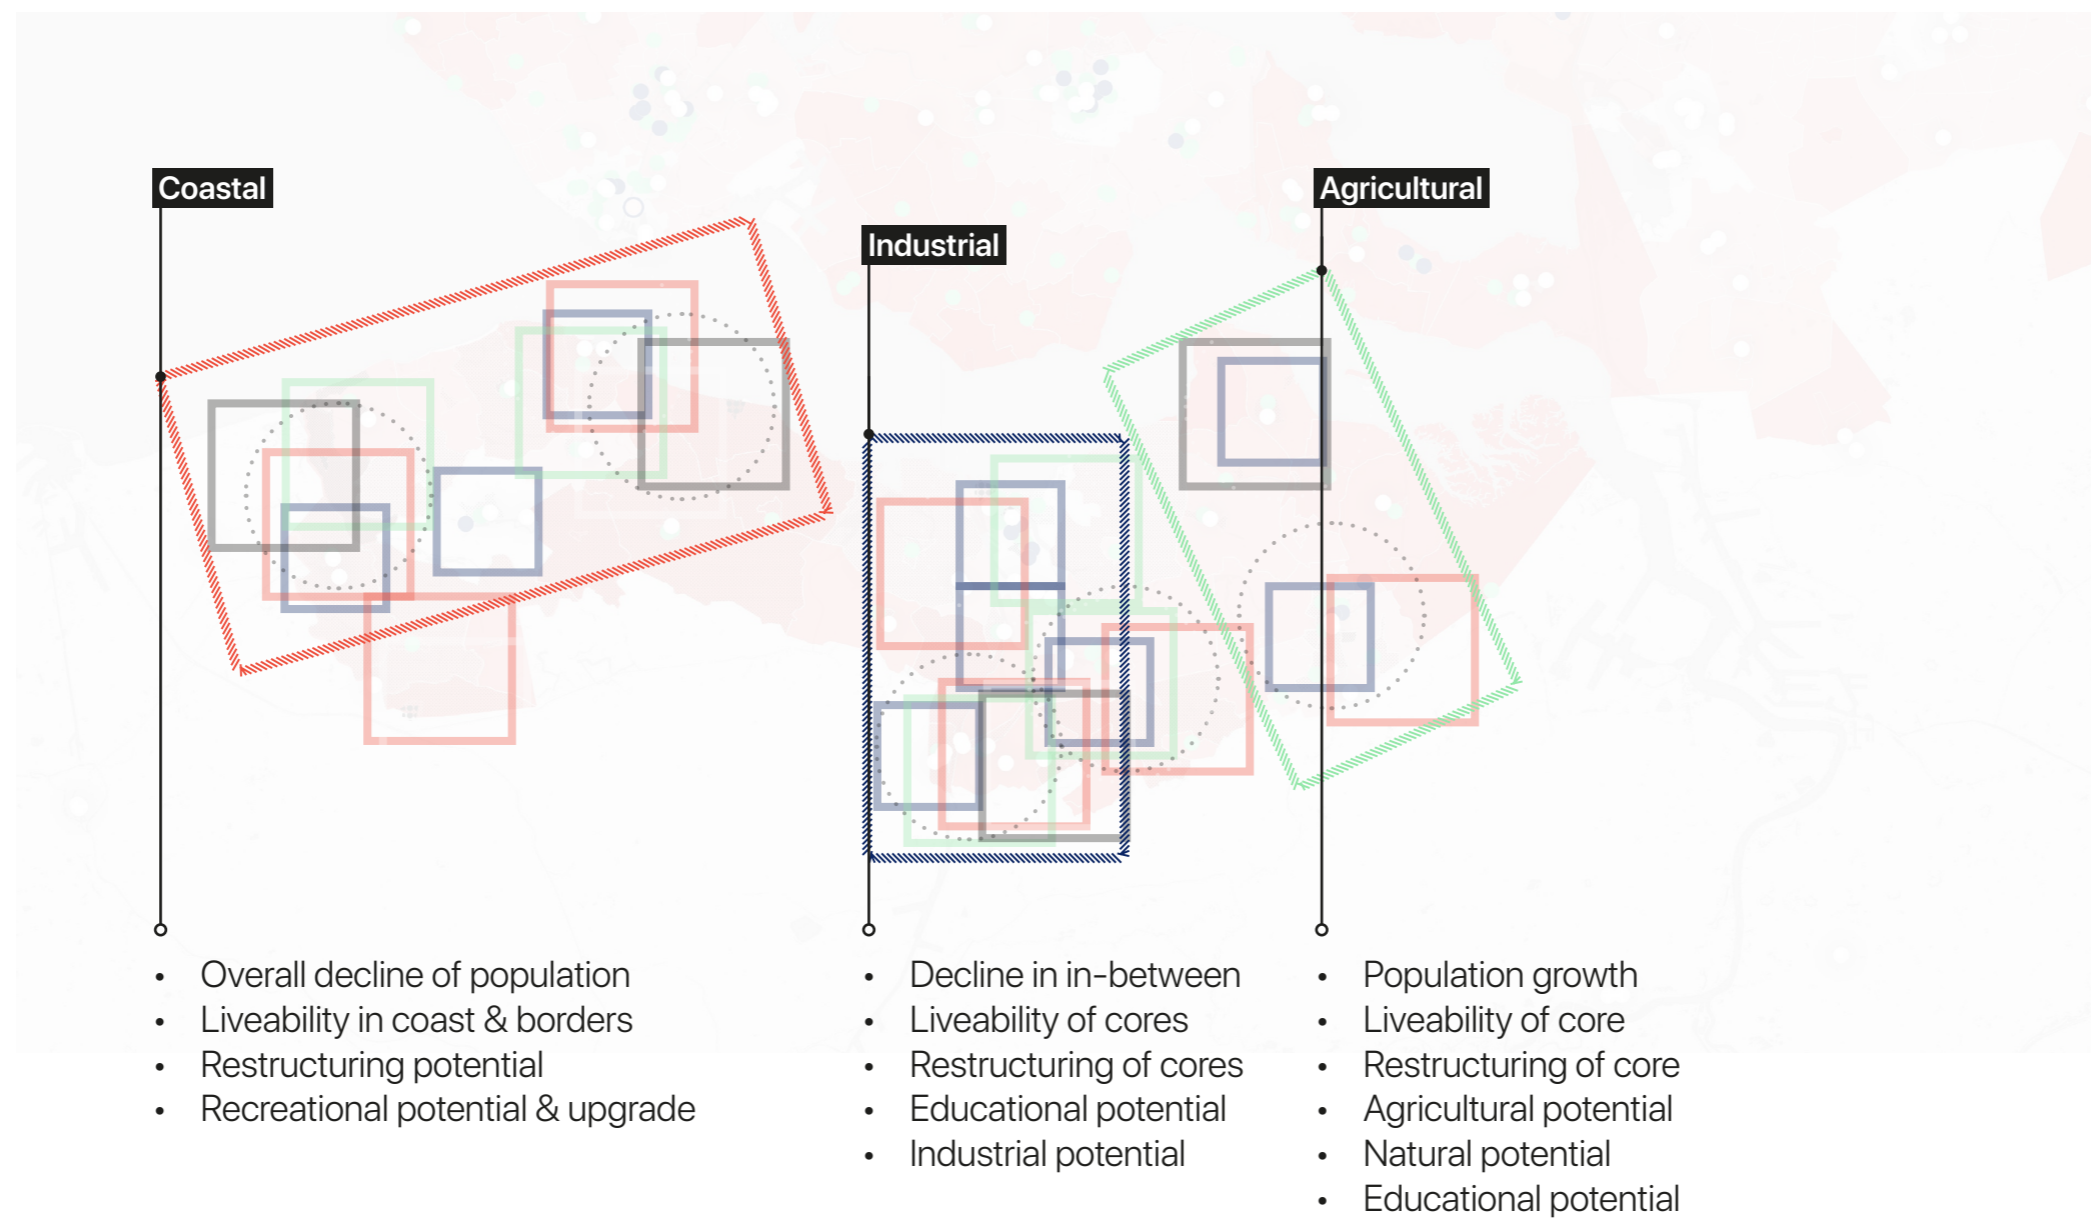 Coastal
Industrial
Agricultural
• Overall decline of population
• Liveability in coast & borders
• Restructuring potential
• Recreational potential & upgrade
• Decline in in-between
• Liveability of cores
• Restructuring of cores
• Educational potential
• Industrial potential
• Population growth
• Liveability of core
• Restructuring of core
• Agricultural potential
• Natural potential
• Educational potential